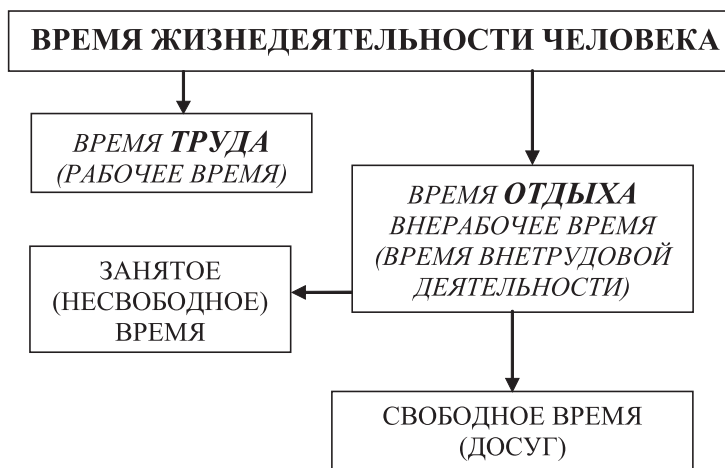 ВРЕМЯ ЖИЗНЕДЕЯТЕЛЬНОСТИ ЧЕЛОВЕКА
ВРЕМЯ ТРУДА
(РАБОЧЕЕ ВРЕМЯ)
ВРЕМЯ ОТДЫХА
ВНЕРАБОЧЕЕ ВРЕМЯ
(ВРЕМЯ ВНЕТРУДОВОЙ
ДЕЯТЕЛЬНОСТИ)
ЗАНЯТОЕ
(НЕСВОБОДНОЕ)
ВРЕМЯ
СВОБОДНОЕ ВРЕМЯ
(ДОСУГ)